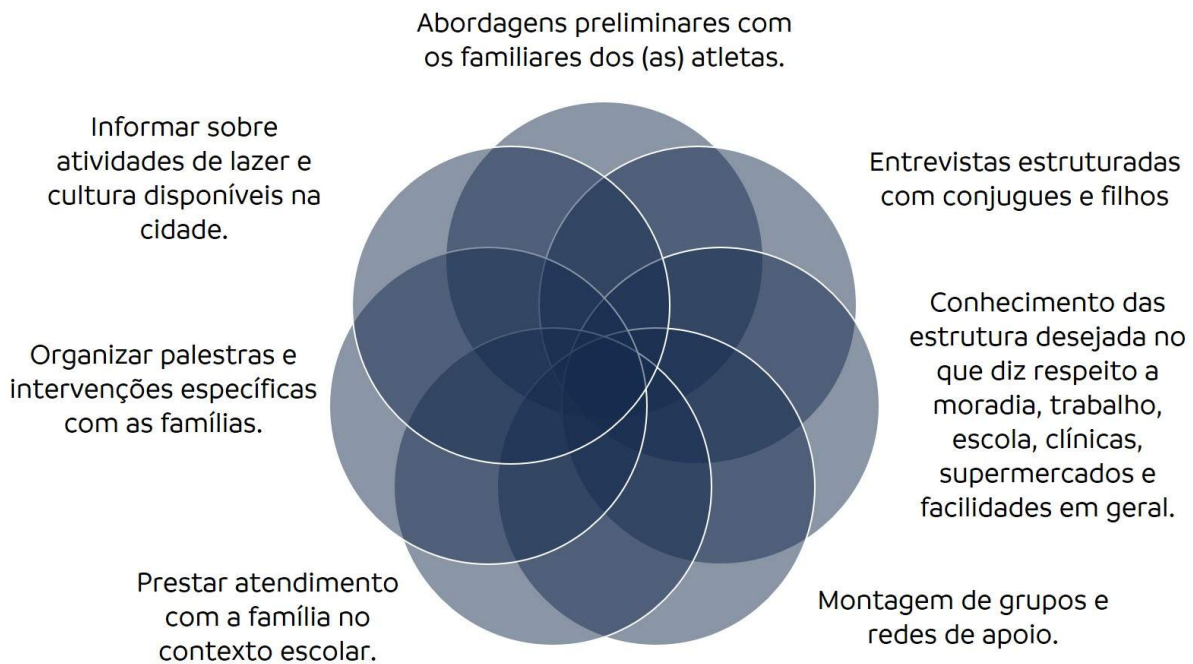 Abordagens preliminares com
os familiares dos (as) atletas.
Entrevistas estruturadas
com conjugues e filhos
Conhecimento das
estrutura desejada no
que diz respeito a
moradia, trabalho,
escola, clínicas,
supermercados e
facilidades em geral.
Montagem de grupos e
redes de apoio.
Prestar atendimento
com a família no
contexto escolar.
Organizar palestras e
intervenções específicas
com as famílias.
Informar sobre
atividades de lazer e
cultura disponíveis na
cidade.